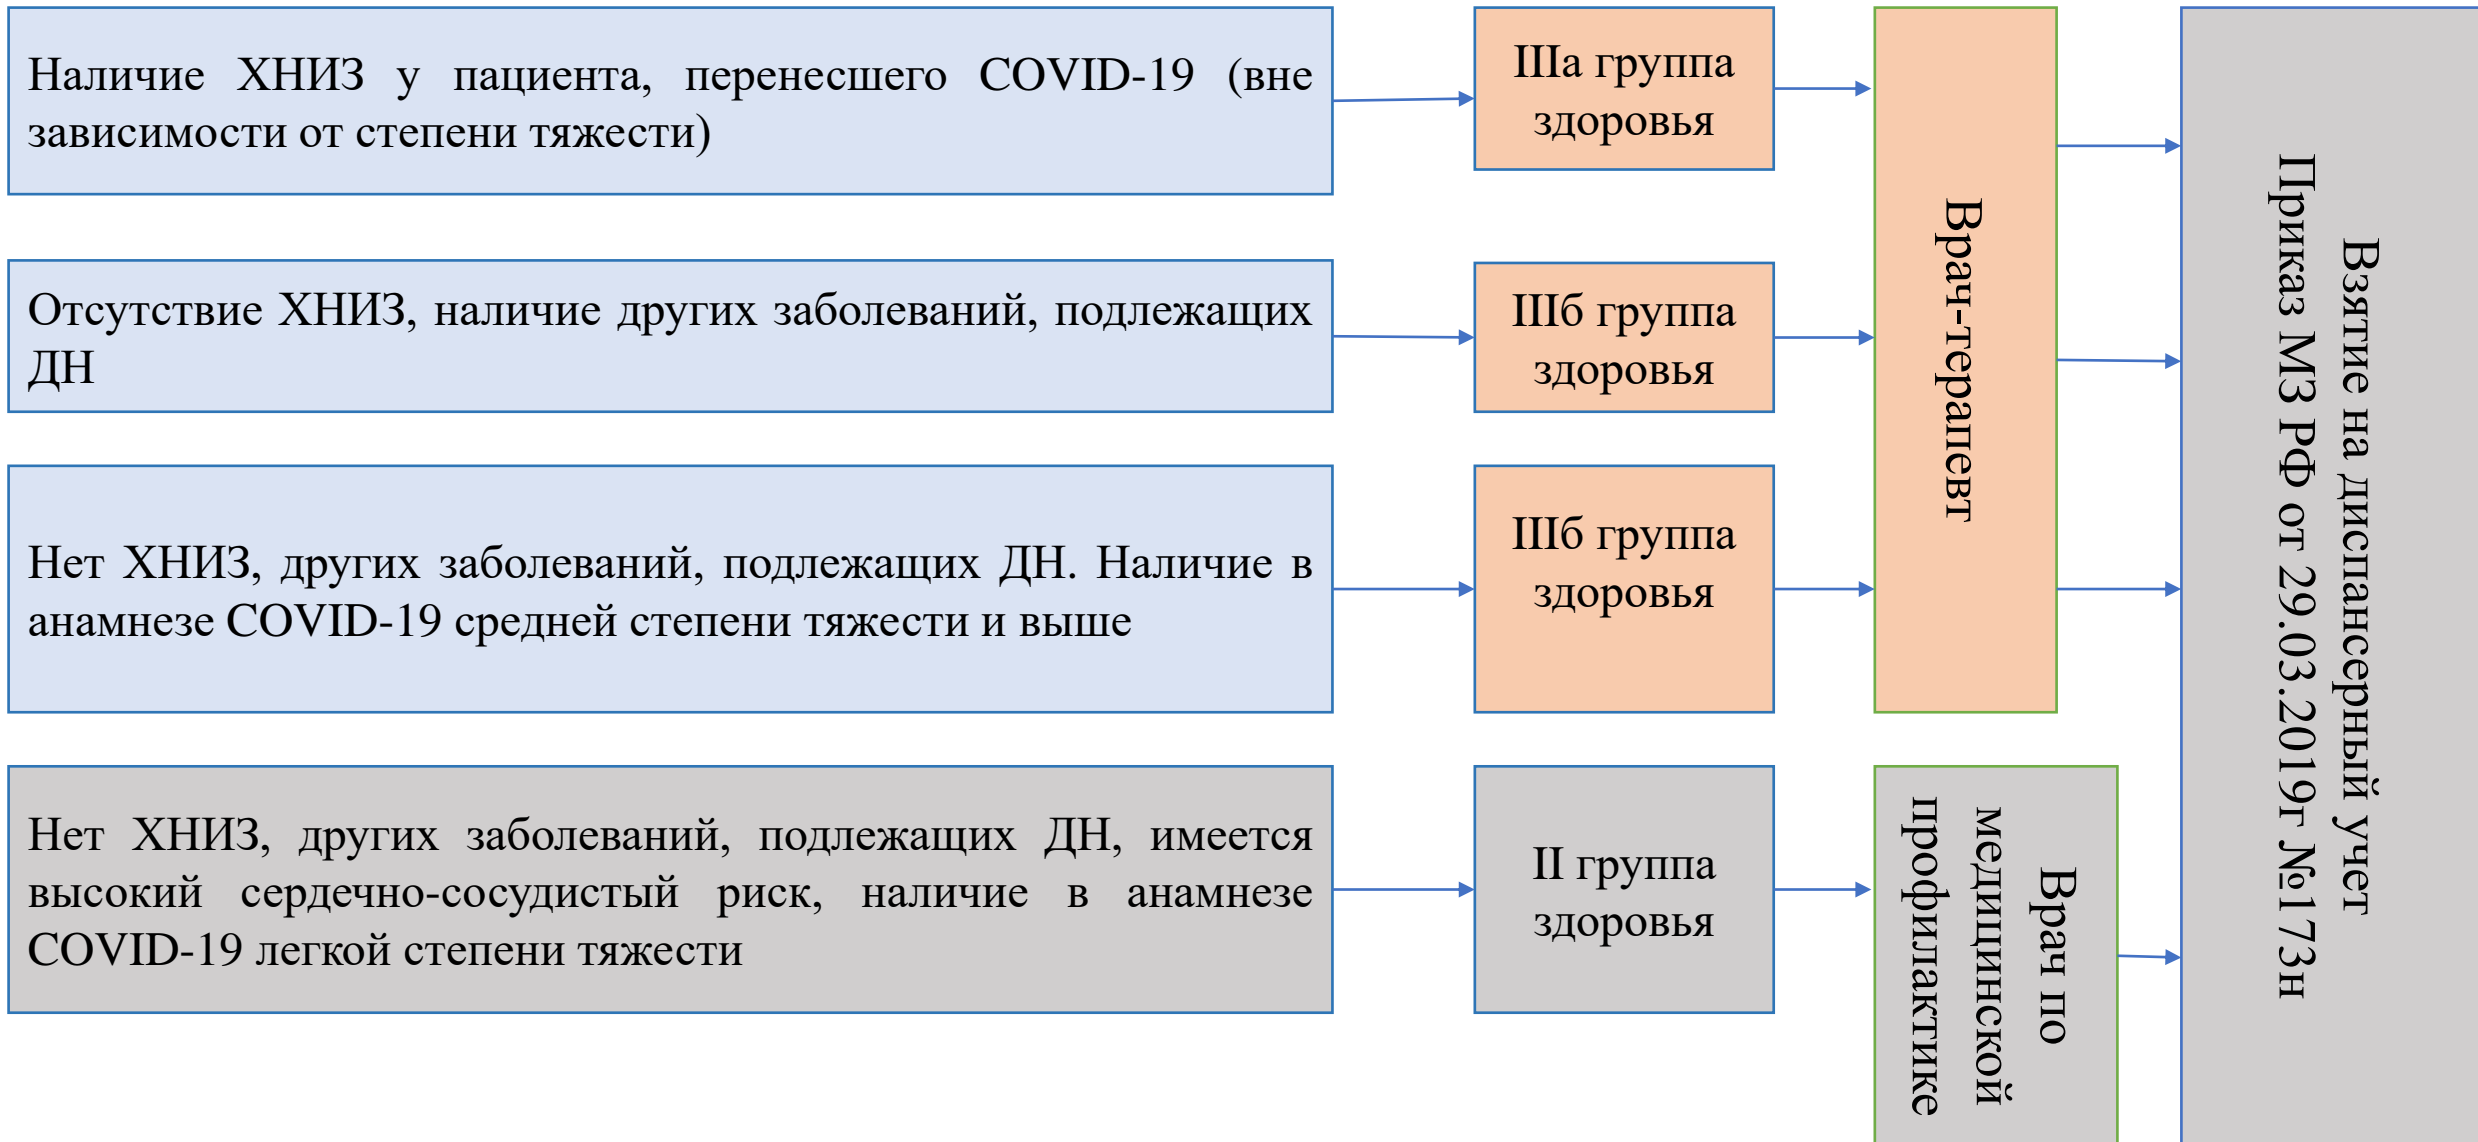 Наличие ХНИЗ у пациента, перенесшего COVID-19 (вне
зависимости от степени тяжести)
IIIа группа
здоровья
Отсутствие ХНИЗ, наличие других заболеваний, подлежащих
ДН
IIIб группа
здоровья
Нет ХНИЗ, других заболеваний, подлежащих ДН. Наличие в
анамнезе COVID-19 средней степени тяжести и выше
IIIб группа
здоровья
Врач-терапевт
Нет ХНИЗ, других заболеваний, подлежащих ДН, имеется
высокий сердечно-сосудистый риск, наличие в анамнезе
COVID-19 легкой степени тяжести
II группа
здоровья
Врач по
медицинской
профилактике
Взятие на диспансерный учет
Приказ МЗ РФ от 29.03.2019г №173н